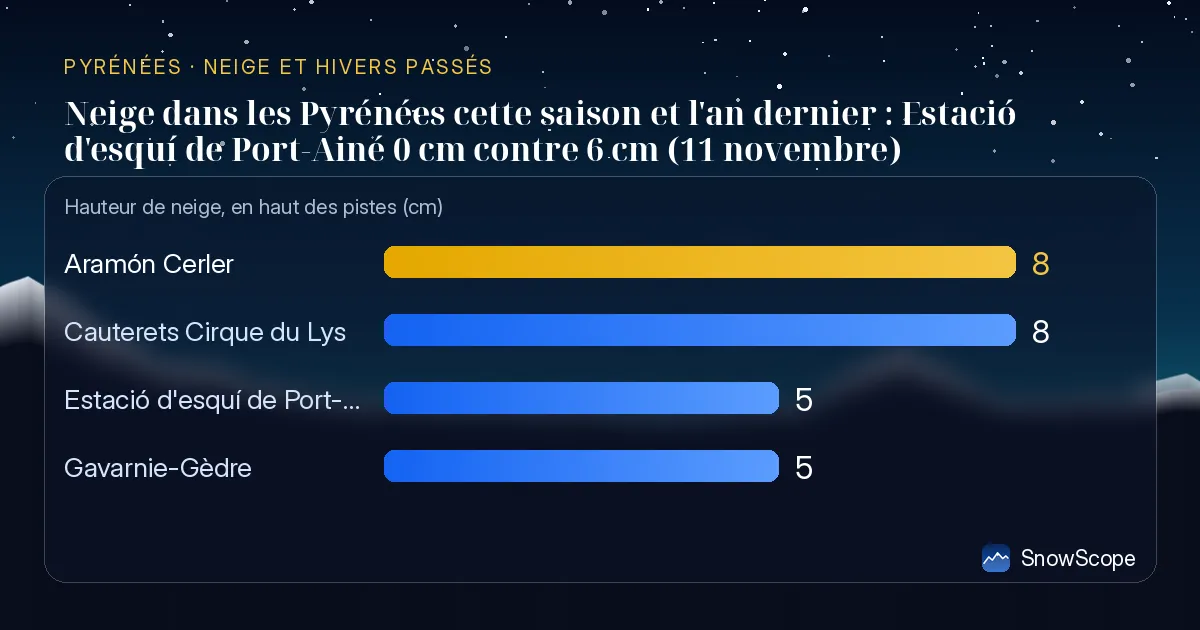 PYRÉNÉES · NEIGE ET HIVERS PASSÉS
Neige dans les Pyrénées cette saison et l'an dernier : Estació
d'esquí de Port-Ainé 0 cm contre 6 cm (11 novembre)
Hauteur de neige, en haut des pistes (cm)
Aramón Cerler 8
Cauterets Cirque du Lys 8
Estació d'esquí de Port-... 5
Gavarnie-Gèdre 5
SnowScope